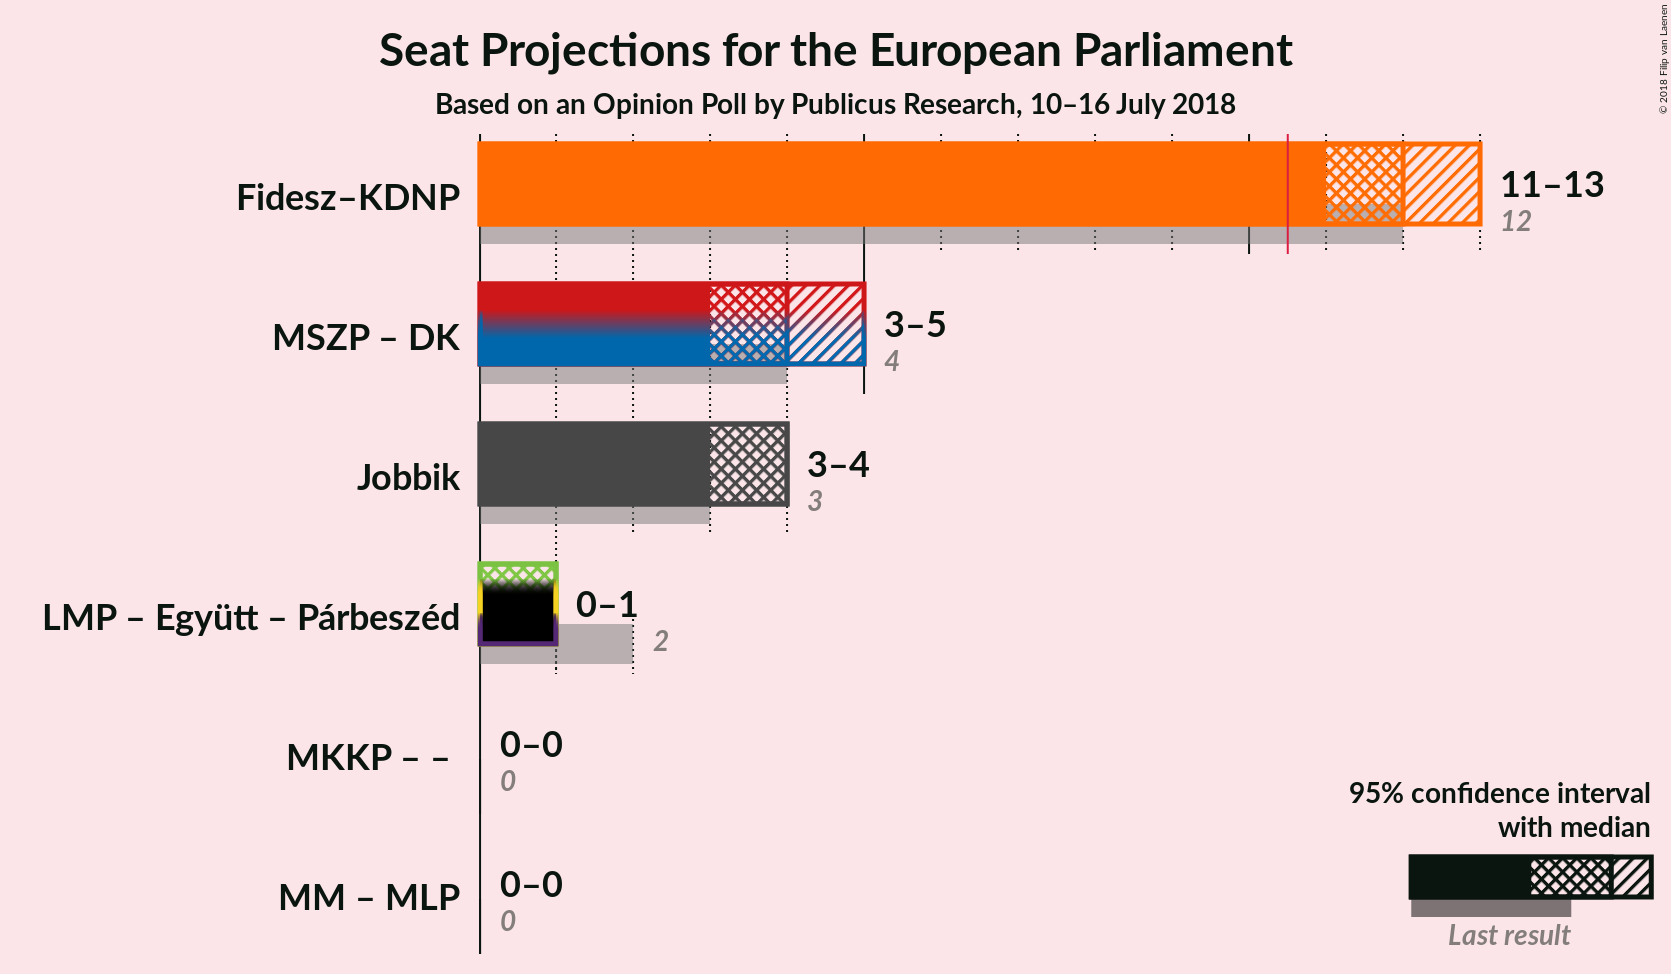 Seat Projections for the European Parliament
Based on an Opinion Poll by Publicus Research, 10–16 July 2018
© 2018 Filip van Laenen
Fidesz–KDNP
11–13
12
MSZP – DK
3–5
4
Jobbik
3–4
3
LMP – Együtt – Párbeszéd
0–1
2
MKKP – –
0–0
0
MM – MLP
0–0
0
95% confidence interval
with median
Last result